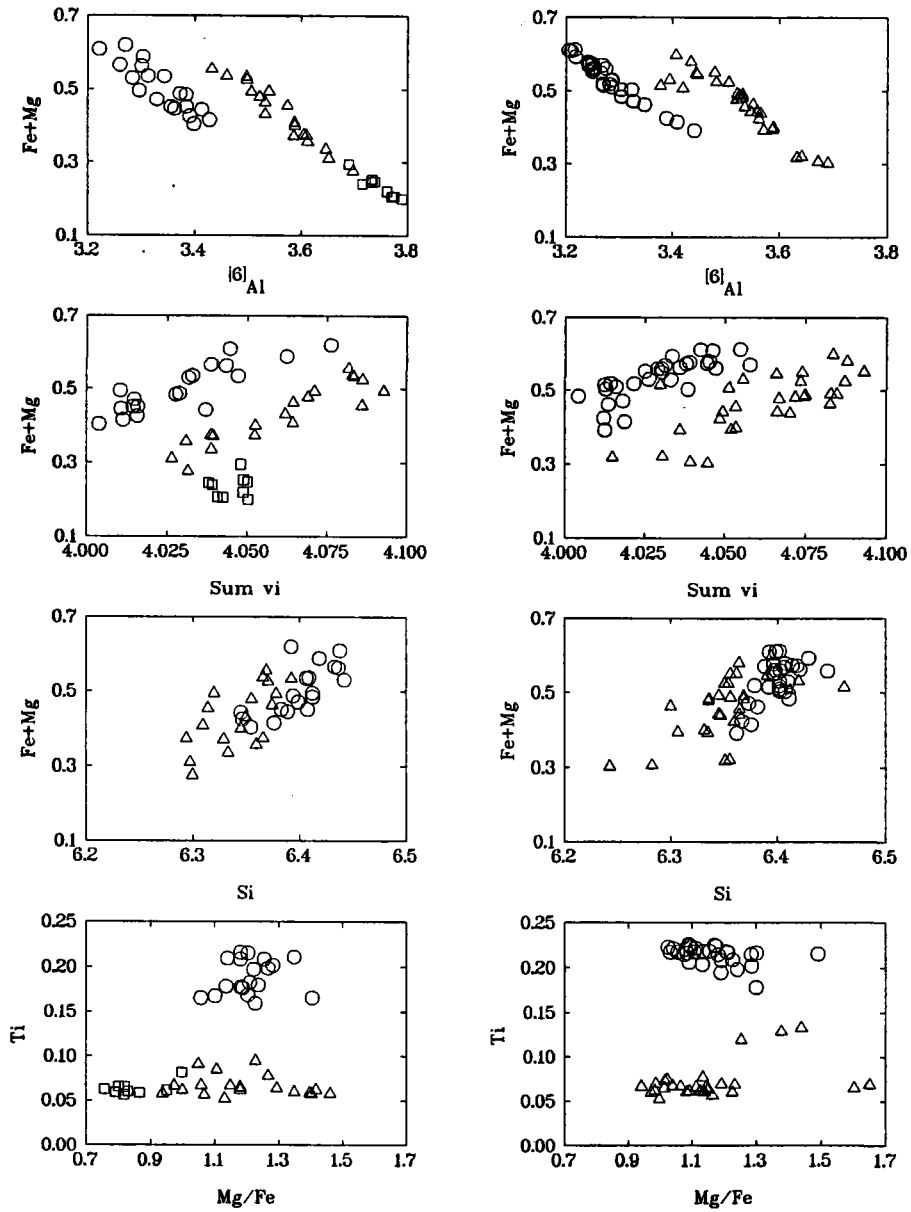 0.7 0.7
Fe+Mg 0.5 Fe+Mg 0.5
0.3 0.3
0.1 0.1
3.2 3.4 3.6 3.8 3.2 3.4 3.6 3.8
[6]Al [6]Al
0.7 0.7
Fe+Mg 0.5 Fe+Mg 0.5
0.3 0.3
0.1 0.1
4.000 4.025 4.050 4.075 4.100 4.000 4.025 4.050 4.075 4.100
Sum vi Sum vi
0.7 0.7
Fe+Mg 0.5 Fe+Mg 0.5
0.3 0.3
0.1 0.1
6.2 6.3 6.4 6.5 6.2 6.3 6.4 6.5
Si Si
0.25 0.25
0.20 0.20
Ti 0.15 Ti 0.15
0.10 0.10
0.05 0.05
0.00 0.00
0.7 0.9 1.1 1.3 1.5 1.7 0.7 0.9 1.1 1.3 1.5 1.7
Mg/Fe Mg/Fe